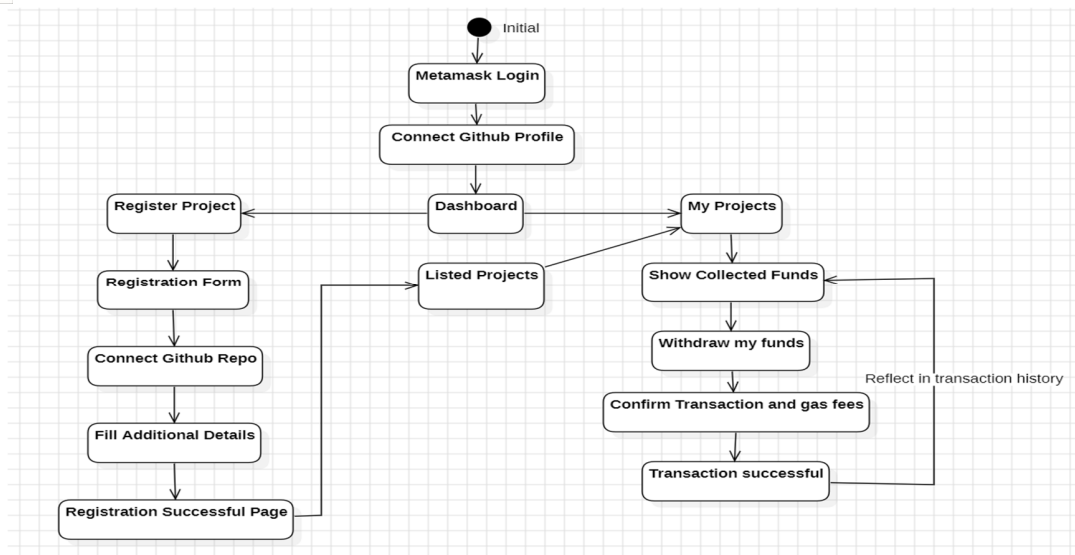 Initial
Metamask Login
Connect Github Profile
Register Project
Dashboard
My Projects
Registration Form
Listed Projects
Show Collected Funds
Connect Github Repo
Withdraw my funds
Reflect in transaction history
Fill Additional Details
Confirm Transaction and gas fees
Registration Successful Page
Transaction successful